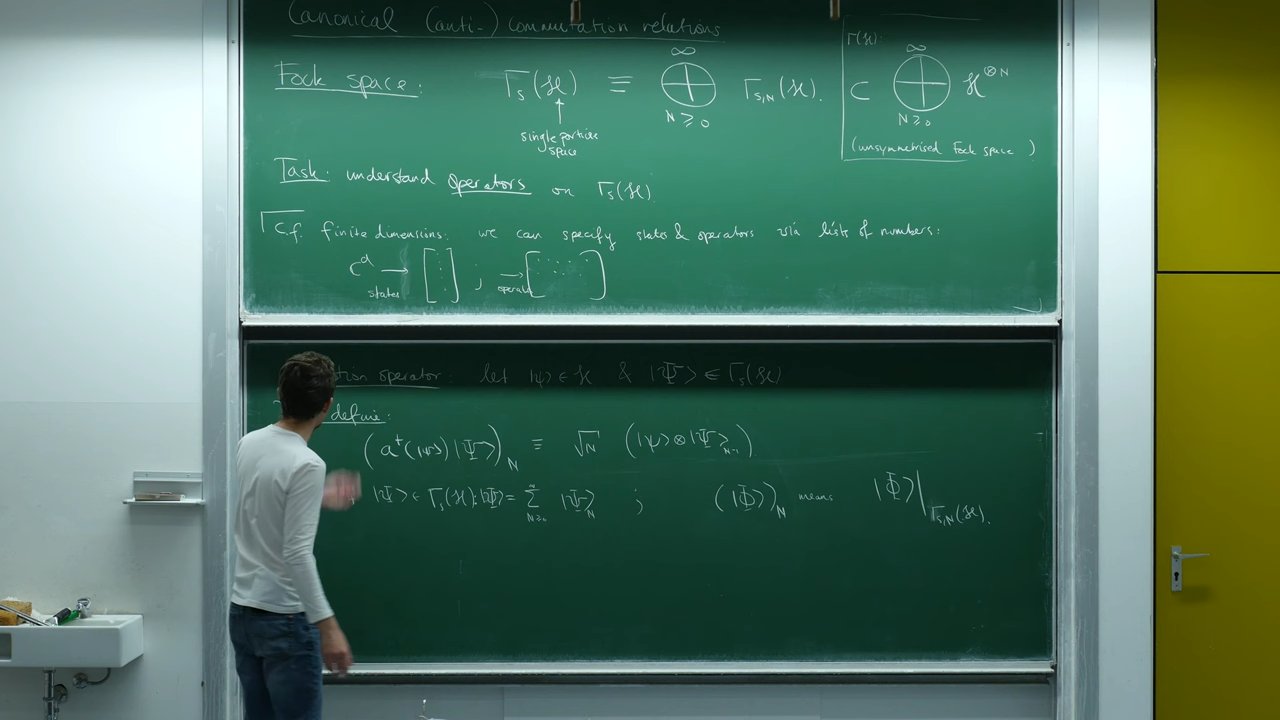 Canonical (anti-) commutation relations
Fock space: Γ_s(ℋ) ≡ ⊕_{N≥0}^{∞} Γ_{s,N}(ℋ).
↑
single particle
space
Γ(ℋ):
⊂ ⊕_{N≥0}^{∞} ℋ^{⊗N}
(unsymmetrised Fock space)
Task: understand operators on Γ_s(ℋ)
c.f. finite dimensions: we can specify states & operators via lists of numbers:
ℂ^d → [⋮] ; → [⋯]
states operator
tion operator: let |ψ⟩ ∈ ℋ & |Ψ⟩ ∈ Γ_s(ℋ)
define:
(a†(|ψ⟩)|Ψ⟩)_N ≡ √N (|ψ⟩ ⊗ |Ψ⟩_{N-1})
|Ψ⟩ ∈ Γ_s(ℋ): |Ψ⟩ = Σ_{N≥0}^{∞} |Ψ⟩_N ; (|Φ⟩)_N means |Φ⟩|_{Γ_{s,N}(ℋ)}.